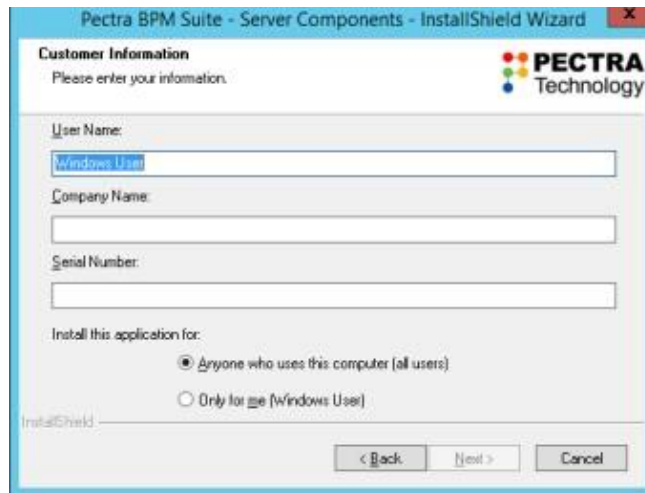 Pectra BPM Suite - Server Components - InstallShield Wizard
X
Customer Information
Please enter your information.
PECTRA
Technology
User Name:
Windows User
Company Name:
Serial Number:
Install this application for:
Anyone who uses this computer (all users)
Only for me (Windows User)
InstallShield
< Back
Next >
Cancel